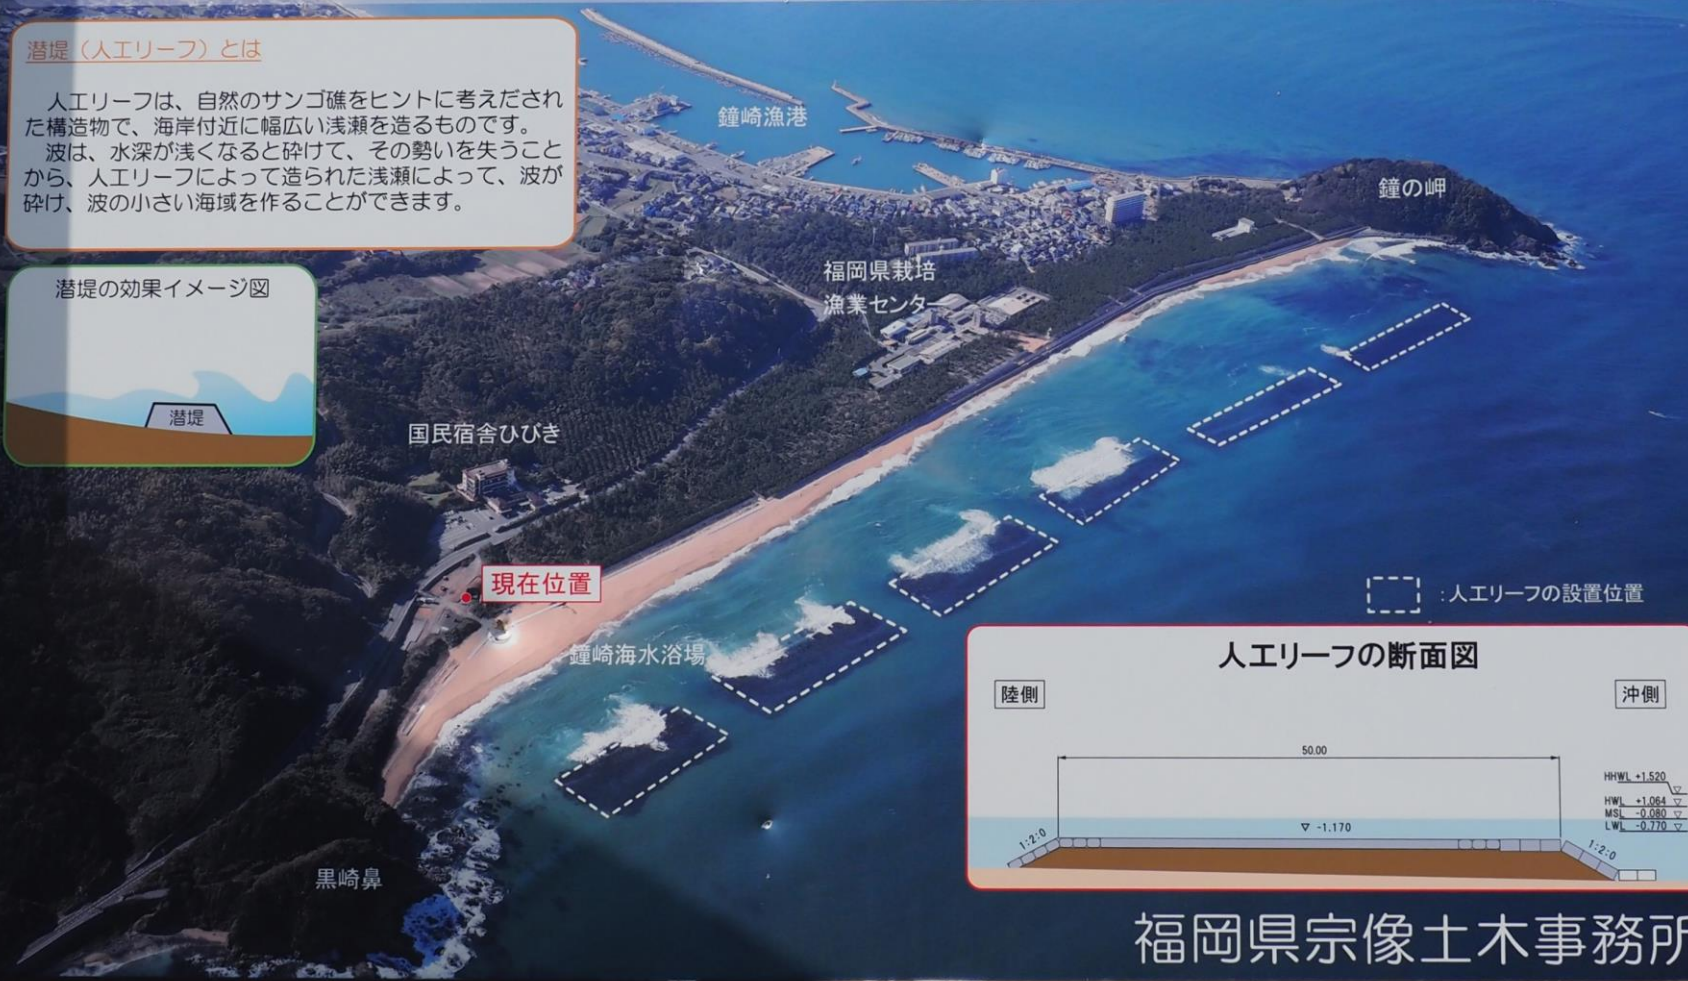 潜堤（人工リーフ）とは
人工リーフは、自然のサンゴ礁をヒントに考えだされ
た構造物で、海岸付近に幅広い浅瀬を造るものです。
波は、水深が浅くなると砕けて、その勢いを失うこと
から、人工リーフによって造られた浅瀬によって、波が
砕け、波の小さい海域を作ることができます。
潜堤の効果イメージ図
潜堤
鐘崎漁港
鐘の岬
福岡県栽培
漁業センター
国民宿舎ひびき
現在位置
鐘崎海水浴場
黒崎鼻
:人工リーフの設置位置
人工リーフの断面図
陸側
沖側
50.00
HHWL +1.520
HWL +1.064
MSL -0.080
LWL -0.770
▽ -1.170
1:2:0
1:2:0
福岡県宗像土木事務所